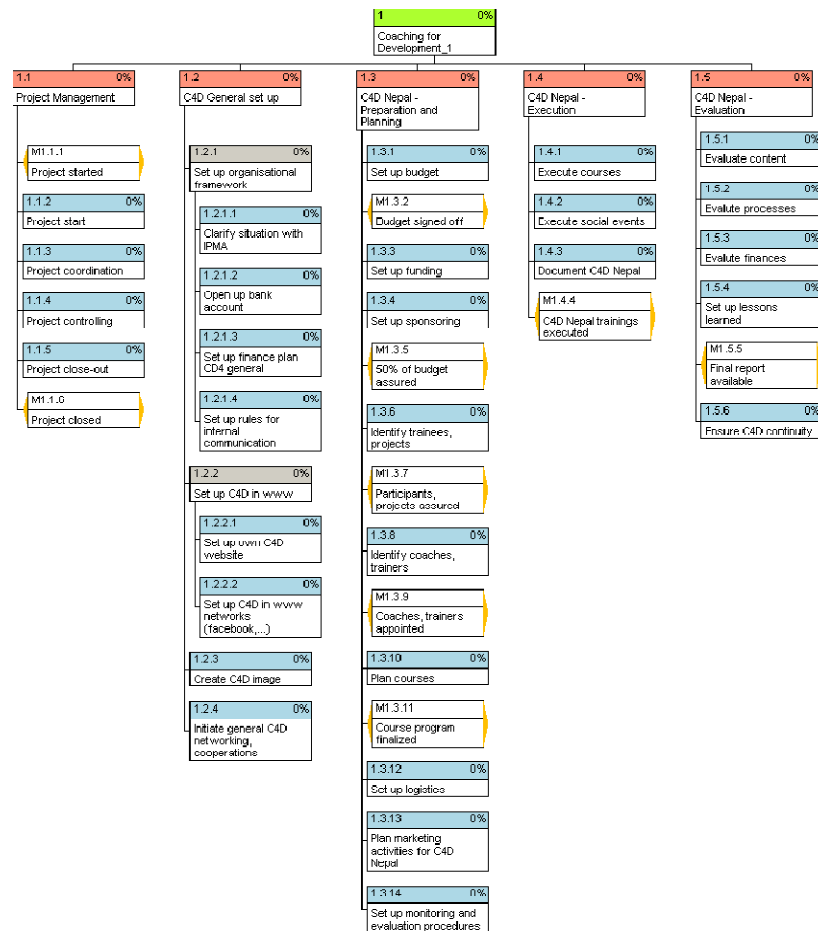 1 0%
Coaching for
Development_1
1.1 0%
Project Management
M1.1.1
Project started
1.1.2 0%
Project start
1.1.3 0%
Project coordination
1.1.4 0%
Project controlling
1.1.5 0%
Project close-out
M1.1.6
Project closed
1.2 0%
C4D General set up
1.2.1 0%
Set up organisational
framework
1.2.1.1 0%
Clarify situation with
IPMA
1.2.1.2 0%
Open up bank
account
1.2.1.3 0%
Set up finance plan
CD4 general
1.2.1.4 0%
Set up rules for
internal
communication
1.2.2 0%
Set up C4D in www
1.2.2.1 0%
Set up own C4D
website
1.2.2.2 0%
Set up C4D in www
networks
(facebook,...)
1.2.3 0%
Create C4D image
1.2.4 0%
Initiate general C4D
networking,
cooperations
1.3 0%
C4D Nepal -
Preparation and
Planning
1.3.1 0%
Set up budget
M1.3.2
Budget signed off
1.3.3 0%
Set up funding
1.3.4 0%
Set up sponsoring
M1.3.5
50% of budget
assured
1.3.6 0%
Identify trainees,
projects
M1.3.7
Participants,
projects assured
1.3.8 0%
Identify coaches,
trainers
M1.3.9
Coaches, trainers
appointed
1.3.10 0%
Plan courses
M1.3.11
Course program
finalized
1.3.12 0%
Set up logistics
1.3.13 0%
Plan marketing
activities for C4D
Nepal
1.3.14 0%
Set up monitoring and
evaluation procedures
1.4 0%
C4D Nepal -
Execution
1.4.1 0%
Execute courses
1.4.2 0%
Execute social events
1.4.3 0%
Document C4D Nepal
M1.4.4
C4D Nepal trainings
executed
1.5 0%
C4D Nepal -
Evaluation
1.5.1 0%
Evaluate content
1.5.2 0%
Evalute processes
1.5.3 0%
Evalute finances
1.5.4 0%
Set up lessons
learned
M1.5.5
Final report
available
1.5.6 0%
Ensure C4D continuity